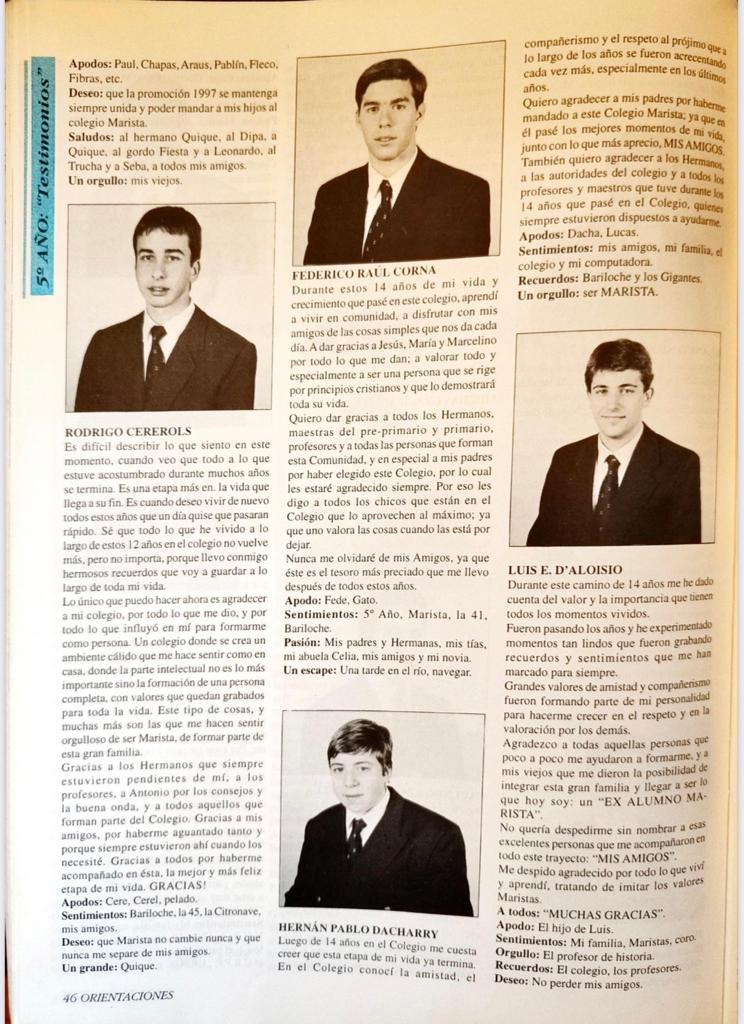 5º AÑO: "Testimonios"
Apodos: Paul, Chapas, Araus, Pablín, Fleco,
Fibras, etc.
Deseo: que la promoción 1997 se mantenga
siempre unida y poder mandar a mis hijos al
colegio Marista.
Saludos: al hermano Quique, al Dipa, a
Quique, al gordo Fiesta y a Leonardo, al
Trucha y a Seba, a todos mis amigos.
Un orgullo: mis viejos.
RODRIGO CEREROLS
Es difícil describir lo que siento en este
momento, cuando veo que todo a lo que
estuve acostumbrado durante muchos años
se termina. Es una etapa más en. la vida que
llega a su fin. Es cuando deseo vivir de nuevo
todos estos años que un día quise que pasaran
rápido. Sé que todo lo que he vivido a lo
largo de estos 12 años en el colegio no vuelve
más, pero no importa, porque llevo conmigo
hermosos recuerdos que voy a guardar a lo
largo de toda mi vida.
Lo único que puedo hacer ahora es agradecer
a mi colegio, por todo lo que me dio, y por
todo lo que influyó en mí para formarme
como persona. Un colegio donde se crea un
ambiente cálido que me hace sentir como en
casa, donde la parte intelectual no es lo más
importante sino la formación de una persona
completa, con valores que quedan grabados
para toda la vida. Este tipo de cosas, y
muchas más son las que me hacen sentir
orgulloso de ser Marista, de formar parte de
esta gran familia.
Gracias a los Hermanos que siempre
estuvieron pendientes de mí, a los
profesores, a Antonio por los consejos y
la buena onda, y a todos aquellos que
forman parte del Colegio. Gracias a mis
amigos, por haberme aguantado tanto y
porque siempre estuvieron ahí cuando los
necesité. Gracias a todos por haberme
acompañado en ésta, la mejor y más feliz
etapa de mi vida. GRACIAS!
Apodos: Cere, Cerel, pelado.
Sentimientos: Bariloche, la 45, la Citronave,
mis amigos.
Deseo: que Marista no cambie nunca y que
nunca me separe de mis amigos.
Un grande: Quique.
FEDERICO RAÚL CORNA
Durante estos 14 años de mi vida y
crecimiento que pasé en este colegio, aprendí
a vivir en comunidad, a disfrutar con mis
amigos de las cosas simples que nos da cada
día. A dar gracias a Jesús, María y Marcelino
por todo lo que me dan; a valorar todo y
especialmente a ser una persona que se rige
por principios cristianos y que lo demostrará
toda su vida.
Quiero dar gracias a todos los Hermanos,
maestras del pre-primario y primario,
profesores y a todas las personas que forman
esta Comunidad, y en especial a mis padres
por haber elegido este Colegio, por lo cual
les estaré agradecido siempre. Por eso les
digo a todos los chicos que están en el
Colegio que lo aprovechen al máximo; ya
que uno valora las cosas cuando las está por
dejar.
Nunca me olvidaré de mis Amigos, ya que
éste es el tesoro más preciado que me llevo
después de todos estos años.
Apodo: Fede, Gato.
Sentimientos: 5º Año, Marista, la 41,
Bariloche.
Pasión: Mis padres y Hermanas, mis tías,
mi abuela Celia, mis amigos y mi novia.
Un escape: Una tarde en el río, navegar.
HERNÁN PABLO DACHARRY
Luego de 14 años en el Colegio me cuesta
creer que esta etapa de mi vida ya termina.
En el Colegio conocí la amistad, el
compañerismo y el respeto al prójimo que a
lo largo de los años se fueron acrecentando
cada vez más, especialmente en los últimos
años.
Quiero agradecer a mis padres por haberme
mandado a este Colegio Marista; ya que en
él pasé los mejores momentos de mi vida,
junto con lo que más aprecio, MIS AMIGOS.
También quiero agradecer a los Hermanos,
a las autoridades del colegio y a todos los
profesores y maestros que tuve durante los
14 años que pasé en el Colegio, quienes
siempre estuvieron dispuestos a ayudarme.
Apodos: Dacha, Lucas.
Sentimientos: mis amigos, mi familia, el
colegio y mi computadora.
Recuerdos: Bariloche y los Gigantes.
Un orgullo: ser MARISTA.
LUIS E. D'ALOISIO
Durante este camino de 14 años me he dado
cuenta del valor y la importancia que tienen
todos los momentos vividos.
Fueron pasando los años y he experimentado
momentos tan lindos que fueron grabando
recuerdos y sentimientos que me han
marcado para siempre.
Grandes valores de amistad y compañerismo
fueron formando parte de mi personalidad
para hacerme crecer en el respeto y en la
valoración por los demás.
Agradezco a todas aquellas personas que
poco a poco me ayudaron a formarme, y a
mis viejos que me dieron la posibilidad de
integrar esta gran familia y llegar a ser lo
que hoy soy: un "EX ALUMNO MA-
RISTA".
No quería despedirme sin nombrar a esas
excelentes personas que me acompañaron en
todo este trayecto: "MIS AMIGOS".
Me despido agradecido por todo lo que viví
y aprendí, tratando de imitar los valores
Maristas.
A todos: "MUCHAS GRACIAS".
Apodo: El hijo de Luis.
Sentimientos: Mi familia, Maristas, coro.
Orgullo: El profesor de historia.
Recuerdos: El colegio, los profesores.
Deseo: No perder mis amigos.
46 ORIENTACIONES